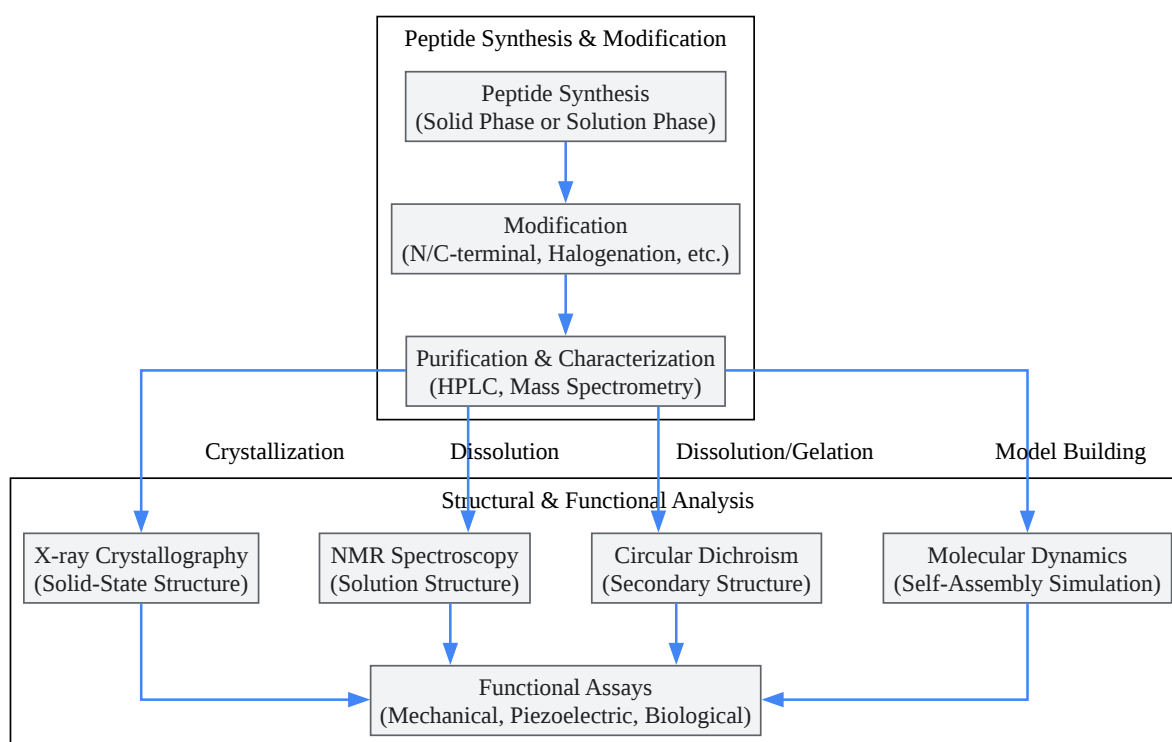 Peptide Synthesis & Modification
Peptide Synthesis
(Solid Phase or Solution Phase)
Modification
(N/C-terminal, Halogenation, etc.)
Purification & Characterization
(HPLC, Mass Spectrometry)
Crystallization
Dissolution
Dissolution/Gelation
Model Building
Structural & Functional Analysis
X-ray Crystallography
(Solid-State Structure)
NMR Spectroscopy
(Solution Structure)
Circular Dichroism
(Secondary Structure)
Molecular Dynamics
(Self-Assembly Simulation)
Functional Assays
(Mechanical, Piezoelectric, Biological)